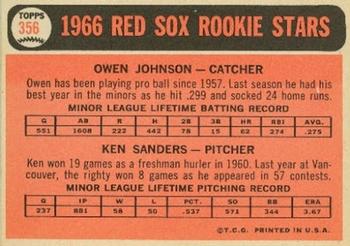 TOPPS
356
1966 RED SOX ROOKIE STARS
OWEN JOHNSON — CATCHER
Owen has been playing pro ball since 1957. Last season he had his
best year in the minors as he hit .299 and socked 24 home runs.
MINOR LEAGUE LIFETIME BATTING RECORD
G AB R H 2B 3B HR RBI AVG.
551 1608 222 442 78 15 62 274 .275
KEN SANDERS — PITCHER
Ken won 19 games as a freshman hurler in 1960. Last year at Van-
couver, the righty won 8 games as he appeared in 57 contests.
MINOR LEAGUE LIFETIME PITCHING RECORD
G IP W L PCT. SO BB ERA
237 881 58 50 .537 571 344 3.67
©T.C.G. PRINTED IN U.S.A.